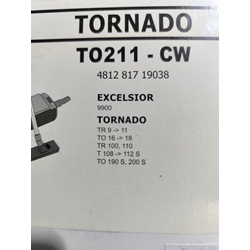 TORNADO
TO211 - CW
4812 817 19038
EXCELSIOR
9900
TORNADO
TR 9 -> 11
TO 16 -> 18
TR 100, 110
T 108 -> 112 S
TO 190 S, 200 S